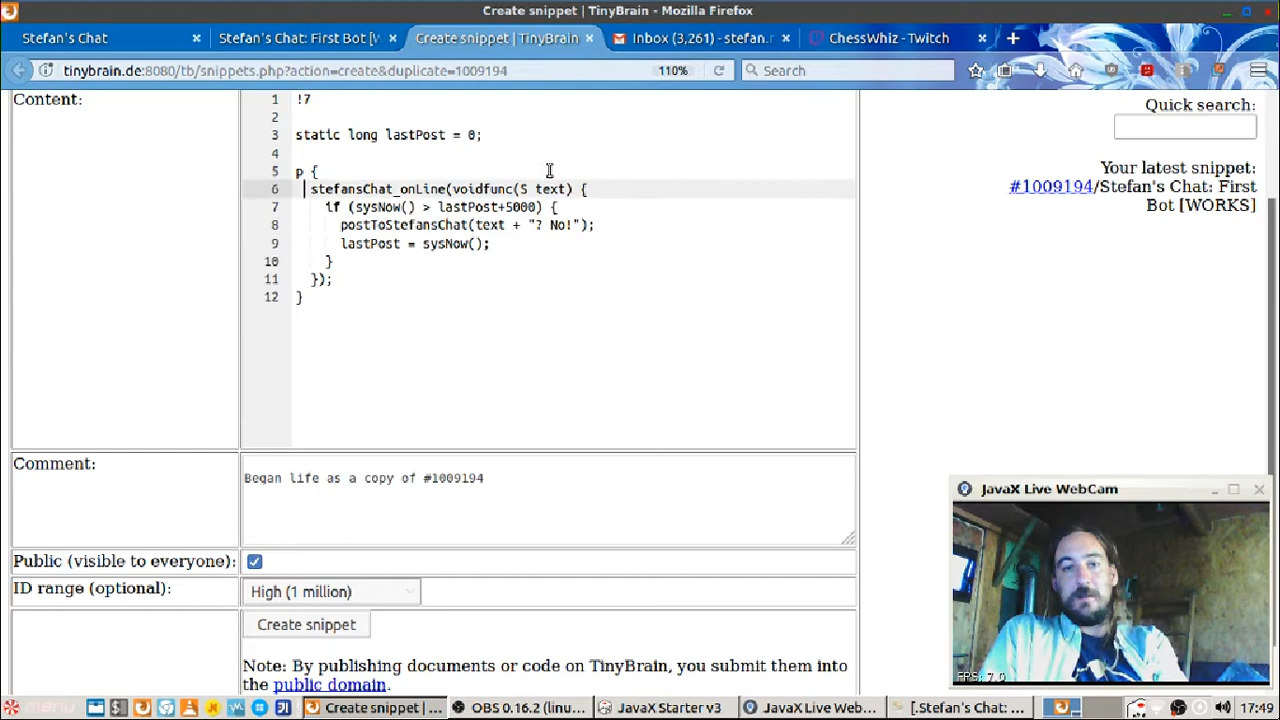 Create snippet | TinyBrain - Mozilla Firefox
Stefan's Chat
Stefan's Chat: First Bot [V
Create snippet | TinyBrain
Inbox (3,261) - stefan.r
ChessWhiz - Twitch
tinybrain.de:8080/tb/snippets.php?action=create&duplicate=1009194
110%
Search
Content:
1 !7
2
3 static long lastPost = 0;
4
5 p {
6 stefansChat_onLine(voidfunc(S text) {
7 if (sysNow() > lastPost+5000) {
8 postToStefansChat(text + "? No!");
9 lastPost = sysNow();
10 }
11 });
12 }
Quick search:
Your latest snippet:
#1009194/Stefan's Chat: First
Bot [WORKS]
Comment:
Began life as a copy of #1009194
Public (visible to everyone):
ID range (optional):
High (1 million)
Create snippet
Note: By publishing documents or code on TinyBrain, you submit them into
the public domain.
JavaX Live WebCam
FPS: 7.0
menu
Create snippet | ...
OBS 0.16.2 (linu...
JavaX Starter v3
JavaX Live Web...
[.Stefan's Chat: ...
17:49